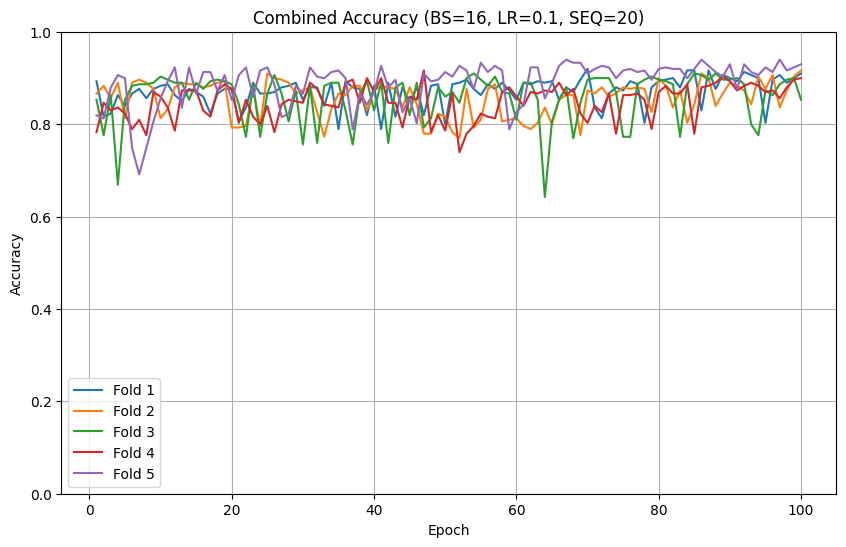 Combined Accuracy (BS=16, LR=0.1, SEQ=20)
1.0
0.8
0.6
0.4
0.2
0.0
Accuracy
Fold 1
Fold 2
Fold 3
Fold 4
Fold 5
0 20 40 60 80 100
Epoch